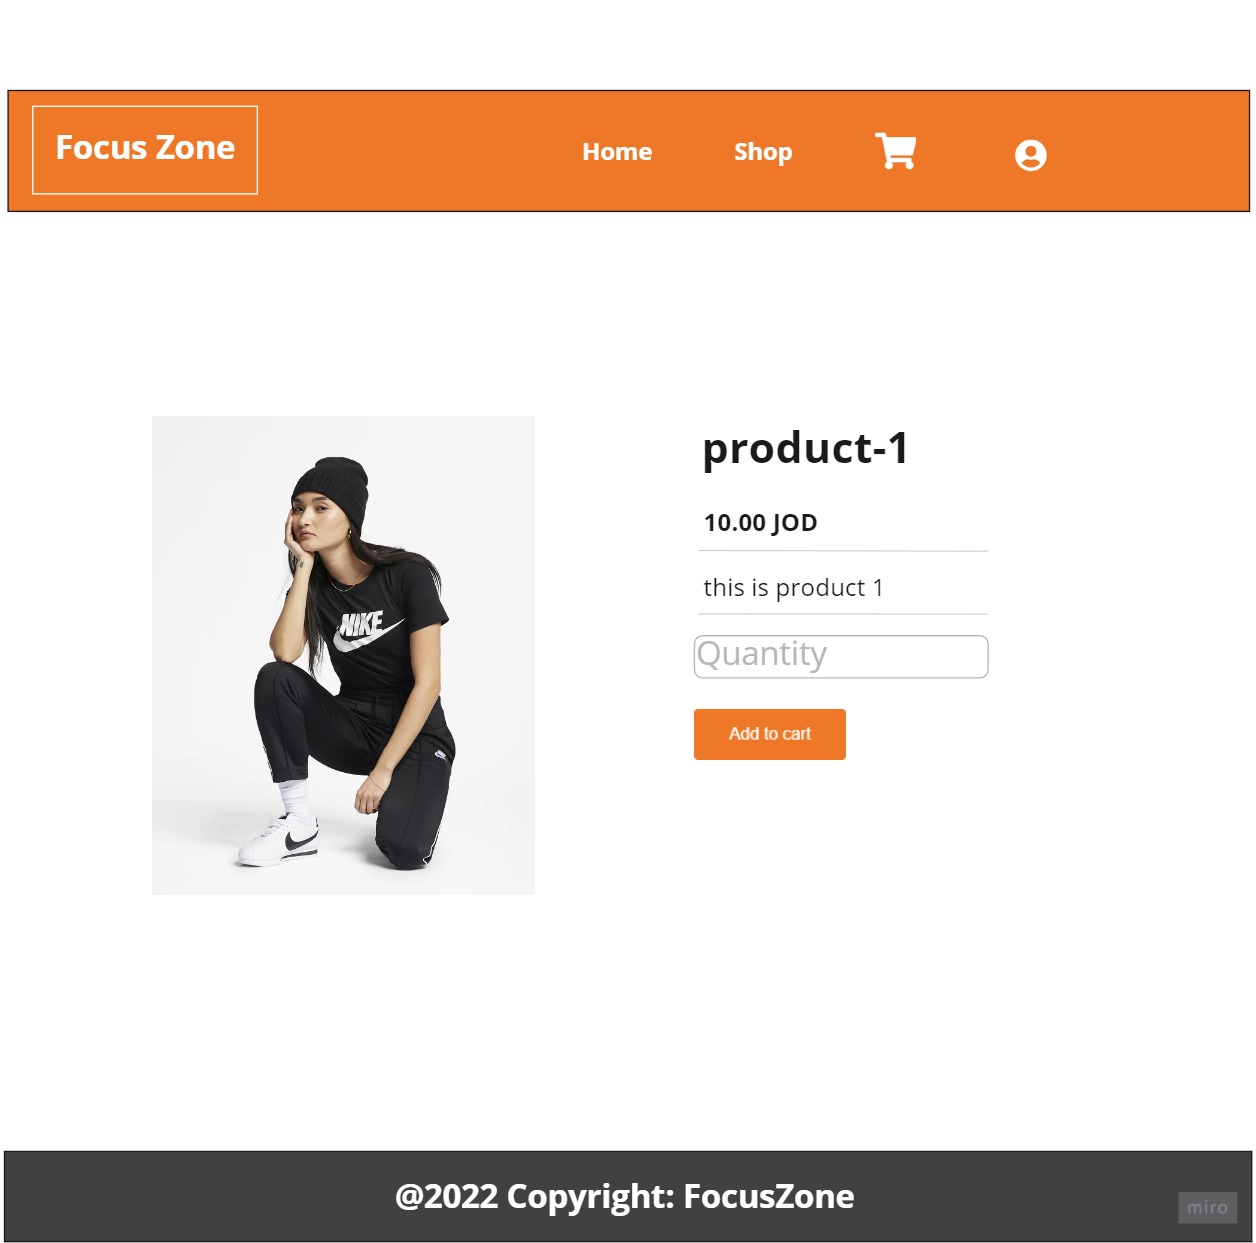 Focus Zone
Home Shop
product-1
10.00 JOD
NIKE
this is product 1
Quantity
Add to cart
@2022 Copyright: FocusZone
miro